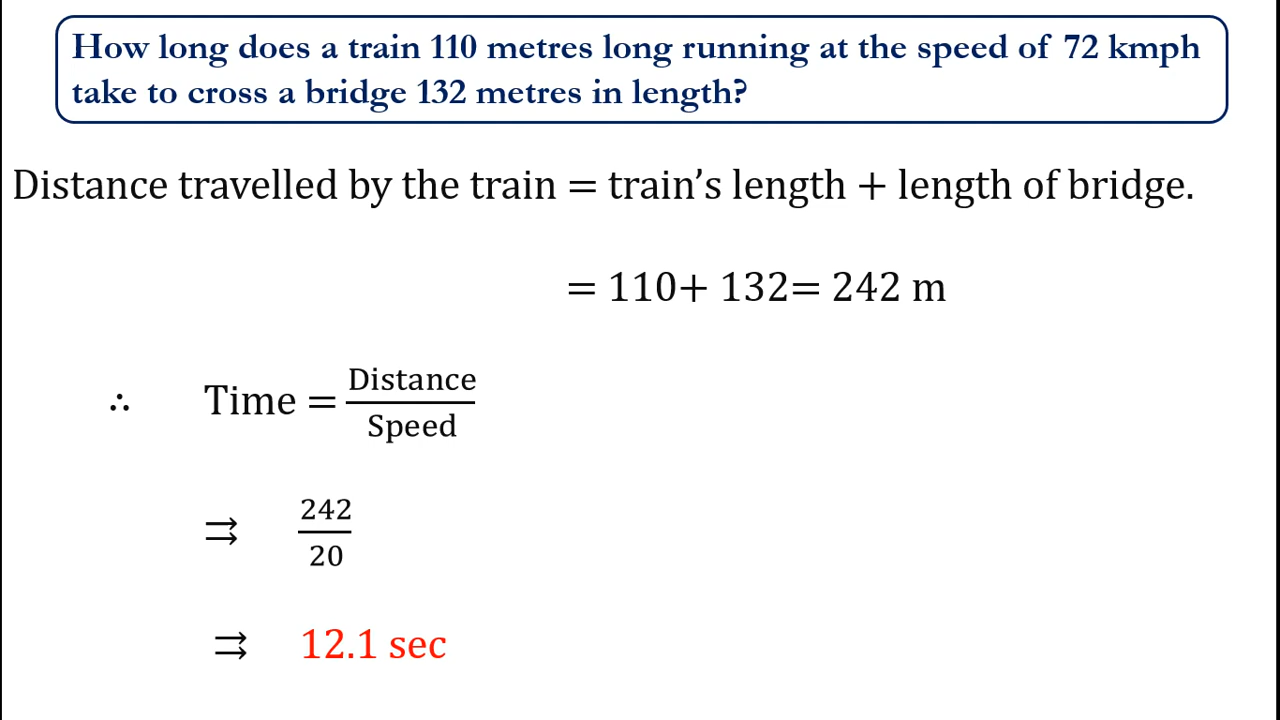 How long does a train 110 metres long running at the speed of 72 kmph
take to cross a bridge 132 metres in length?
Distance travelled by the train = train’s length + length of bridge.
= 110+ 132= 242 m
∴ Time = Distance/Speed
⇉ 242/20
⇉ 12.1 sec